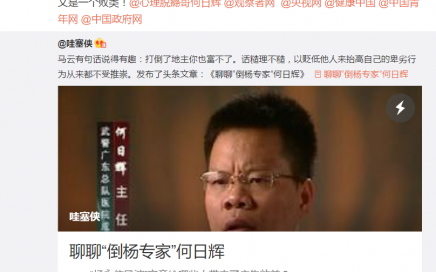 又是一个败类！@心理脱瘾哥何日辉 @观察者网 @央视网 @健康中国 @中国青
年网 @中国政府网
@哇塞侠
马云有句话说得有趣：打倒了地主你也富不了。话糙理不糙，以贬低他人来抬高自己的卑劣行
为从来都不受推崇。发布了头条文章：《聊聊“倒杨专家”何日辉》 聊聊“倒杨专家”何日辉
何日辉 主任
武警广东总队医院成
哇塞侠
聊聊“倒杨专家”何日辉